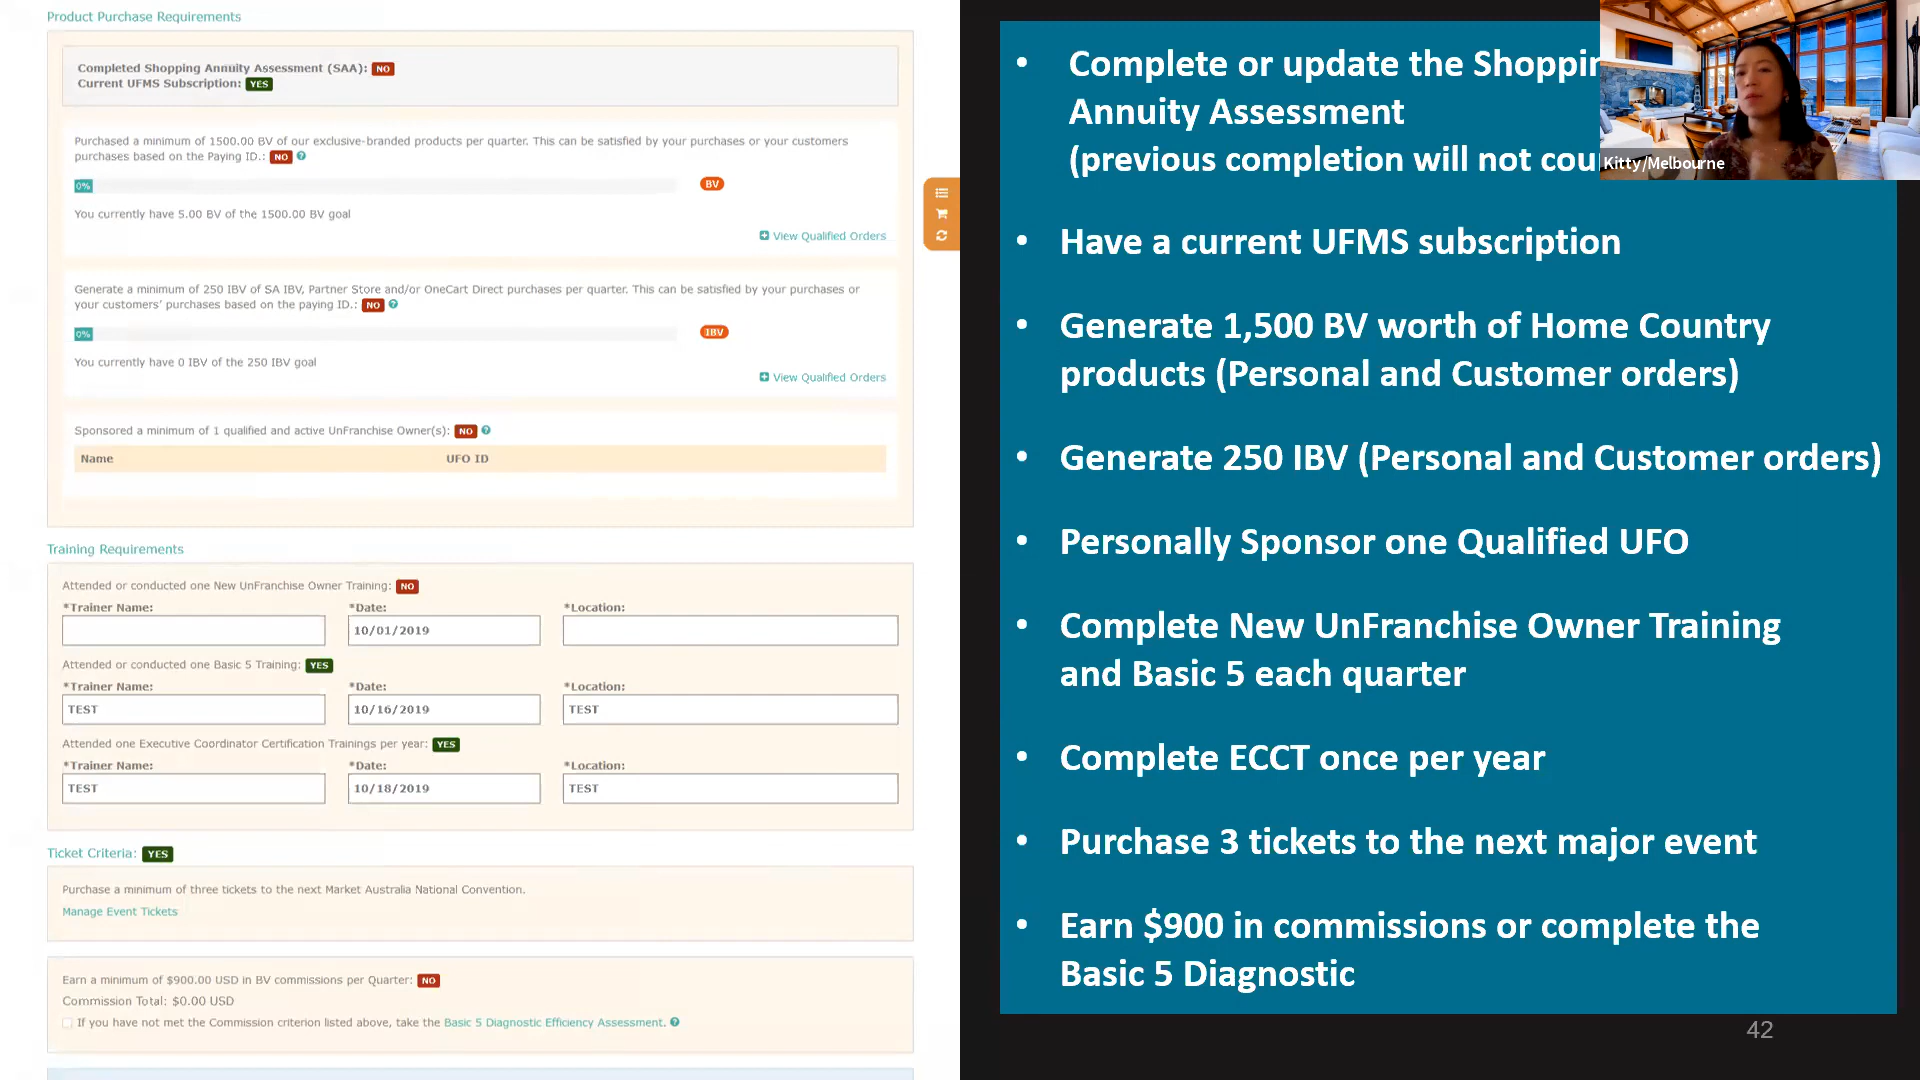 Product Purchase Requirements
Completed Shopping Annuity Assessment (SAA): NO
Current UFMS Subscription: YES
Purchased a minimum of 1500.00 BV of our exclusive-branded products per quarter. This can be satisfied by your purchases or your customers
purchases based on the Paying ID.: NO ?
0%
BV
You currently have 5.00 BV of the 1500.00 BV goal
View Qualified Orders
Generate a minimum of 250 IBV of SA IBV, Partner Store and/or OneCart Direct purchases per quarter. This can be satisfied by your purchases or
your customers' purchases based on the paying ID.: NO ?
0%
IBV
You currently have 0 IBV of the 250 IBV goal
View Qualified Orders
Sponsored a minimum of 1 qualified and active UnFranchise Owner(s): NO ?
Name UFO ID
Training Requirements
Attended or conducted one New UnFranchise Owner Training: NO
*Trainer Name: *Date: *Location:
10/01/2019
Attended or conducted one Basic 5 Training: YES
*Trainer Name: *Date: *Location:
TEST 10/16/2019 TEST
Attended one Executive Coordinator Certification Trainings per year: YES
*Trainer Name: *Date: *Location:
TEST 10/18/2019 TEST
Ticket Criteria: YES
Purchase a minimum of three tickets to the next Market Australia National Convention.
Manage Event Tickets
Earn a minimum of $900.00 USD in BV commissions per Quarter: NO
Commission Total: $0.00 USD
If you have not met the Commission criterion listed above, take the Basic 5 Diagnostic Efficiency Assessment. ?
• Complete or update the Shoppin
Annuity Assessment
(previous completion will not cou
Kitty/Melbourne
• Have a current UFMS subscription
• Generate 1,500 BV worth of Home Country
products (Personal and Customer orders)
• Generate 250 IBV (Personal and Customer orders)
• Personally Sponsor one Qualified UFO
• Complete New UnFranchise Owner Training
and Basic 5 each quarter
• Complete ECCT once per year
• Purchase 3 tickets to the next major event
• Earn $900 in commissions or complete the
Basic 5 Diagnostic
42